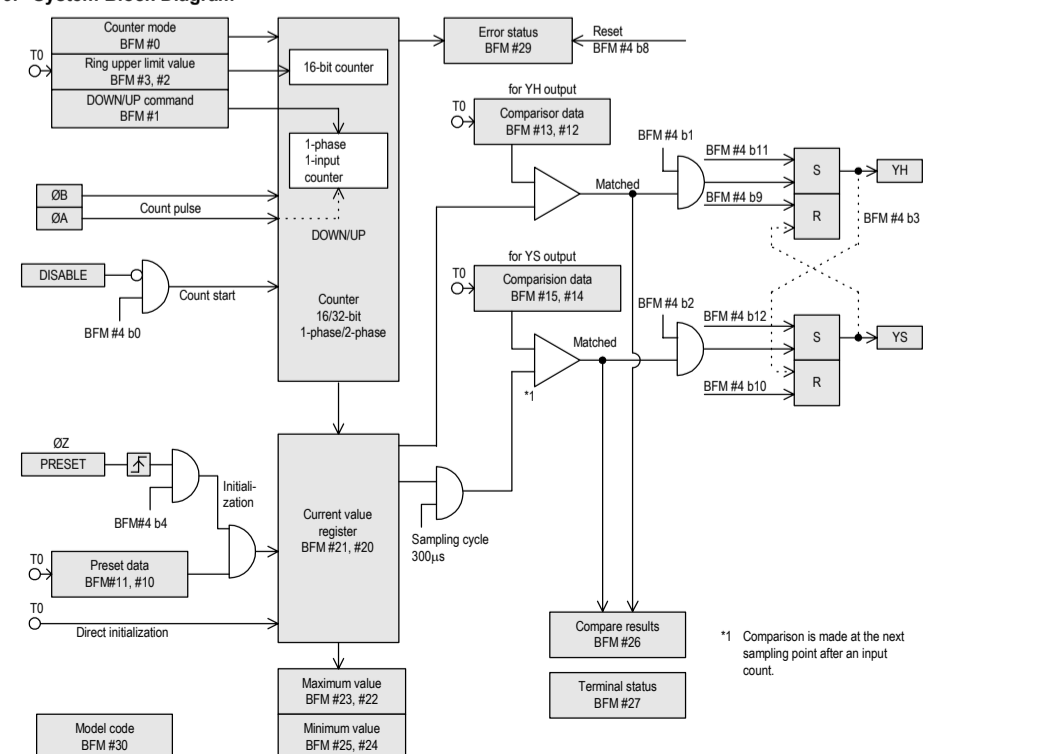 System Block Diagram
Counter mode
BFM #0
T0
Ring upper limit value
BFM #3, #2
DOWN/UP command
BFM #1
16-bit counter
1-phase
1-input
counter
ØB
ØA
Count pulse
DOWN/UP
DISABLE
Count start
BFM #4 b0
Counter
16/32-bit
1-phase/2-phase
Error status
BFM #29
Reset
BFM #4 b8
for YH output
T0
Comparisor data
BFM #13, #12
BFM #4 b1
Matched
BFM #4 b11
BFM #4 b9
S
R
YH
BFM #4 b3
for YS output
T0
Comparision data
BFM #15, #14
BFM #4 b2
Matched
*1
BFM #4 b12
BFM #4 b10
S
R
YS
ØZ
PRESET
BFM#4 b4
Initiali-
zation
T0
Preset data
BFM#11, #10
T0
Direct initialization
Current value
register
BFM #21, #20
Sampling cycle
300µs
Compare results
BFM #26
Terminal status
BFM #27
*1 Comparison is made at the next
sampling point after an input
count.
Maximum value
BFM #23, #22
Minimum value
BFM #25, #24
Model code
BFM #30